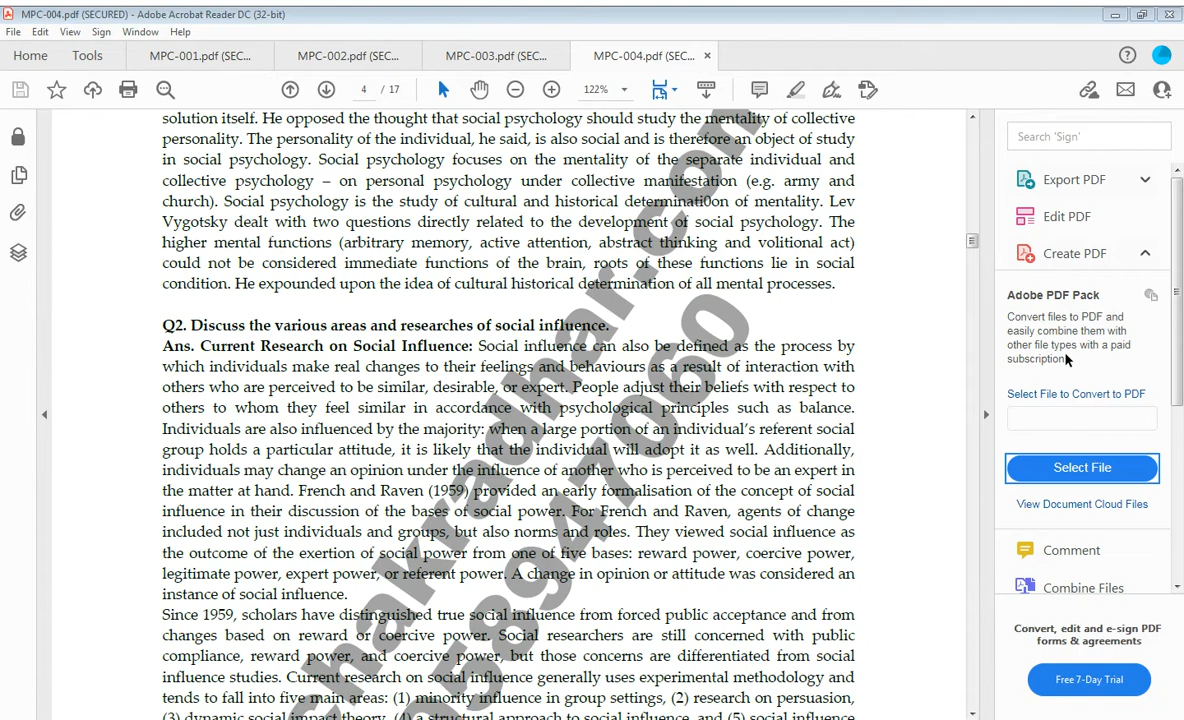 MPC-004.pdf (SECURED) - Adobe Acrobat Reader DC (32-bit)
File Edit View Sign Window Help
Home Tools MPC-001.pdf (SEC... MPC-002.pdf (SEC... MPC-003.pdf (SEC... MPC-004.pdf (SEC... ×
4 / 17 122%
solution itself. He opposed the thought that social psychology should study the mentality of collective
personality. The personality of the individual, he said, is also social and is therefore an object of study
in social psychology. Social psychology focuses on the mentality of the separate individual and
collective psychology – on personal psychology under collective manifestation (e.g. army and
church). Social psychology is the study of cultural and historical determinati0on of mentality. Lev
Vygotsky dealt with two questions directly related to the development of social psychology. The
higher mental functions (arbitrary memory, active attention, abstract thinking and volitional act)
could not be considered immediate functions of the brain, roots of these functions lie in social
condition. He expounded upon the idea of cultural historical determination of all mental processes.
Q2. Discuss the various areas and researches of social influence.
Ans. Current Research on Social Influence: Social influence can also be defined as the process by
which individuals make real changes to their feelings and behaviours as a result of interaction with
others who are perceived to be similar, desirable, or expert. People adjust their beliefs with respect to
others to whom they feel similar in accordance with psychological principles such as balance.
Individuals are also influenced by the majority: when a large portion of an individual's referent social
group holds a particular attitude, it is likely that the individual will adopt it as well. Additionally,
individuals may change an opinion under the influence of another who is perceived to be an expert in
the matter at hand. French and Raven (1959) provided an early formalisation of the concept of social
influence in their discussion of the bases of social power. For French and Raven, agents of change
included not just individuals and groups, but also norms and roles. They viewed social influence as
the outcome of the exertion of social power from one of five bases: reward power, coercive power,
legitimate power, expert power, or referent power. A change in opinion or attitude was considered an
instance of social influence.
Since 1959, scholars have distinguished true social influence from forced public acceptance and from
changes based on reward or coercive power. Social researchers are still concerned with public
compliance, reward power, and coercive power, but those concerns are differentiated from social
influence studies. Current research on social influence generally uses experimental methodology and
tends to fall into five main areas: (1) minority influence in group settings, (2) research on persuasion,
(3) dynamic social impact theory, (4) a structural approach to social influence, and (5) social influence
chakradhar.com
58947060
Search 'Sign'
Export PDF
Edit PDF
Create PDF
Adobe PDF Pack
Convert files to PDF and
easily combine them with
other file types with a paid
subscription
Select File to Convert to PDF
Select File
View Document Cloud Files
Comment
Combine Files
Convert, edit and e-sign PDF
forms & agreements
Free 7-Day Trial